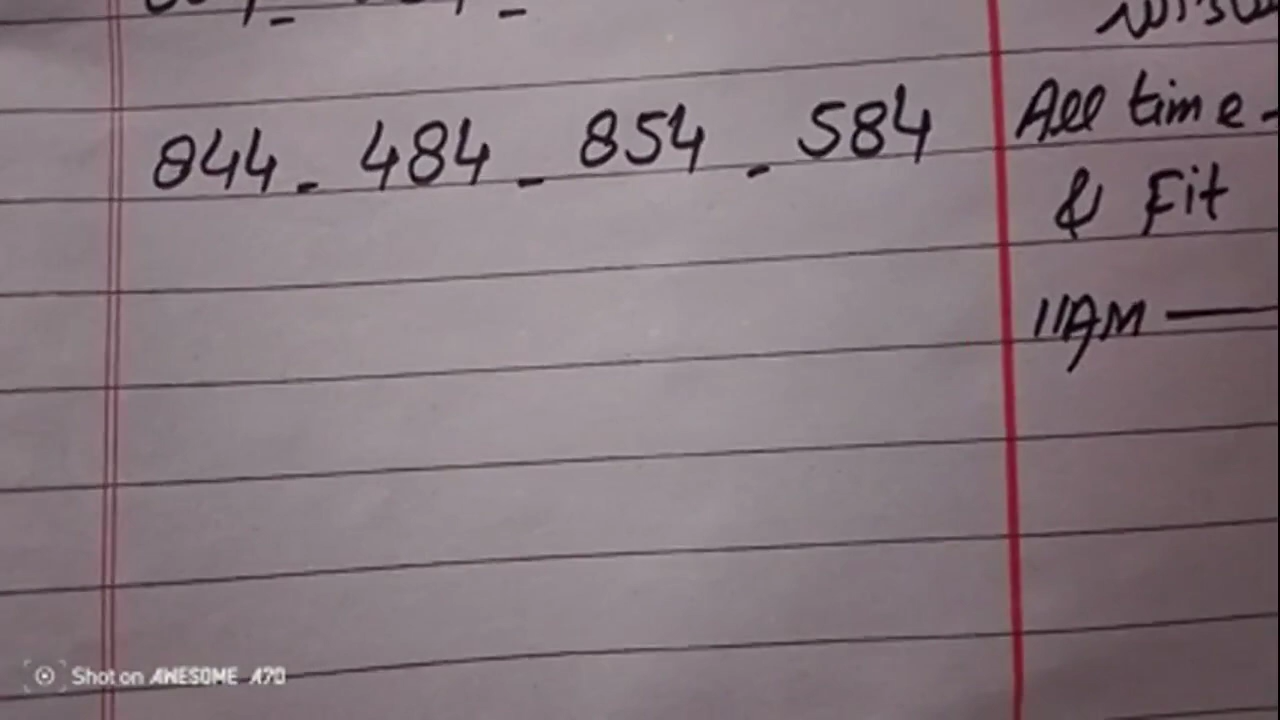 844 - 484 - 854 - 584
All time -
& Fit
11AM —
Shot on AWESOME A70